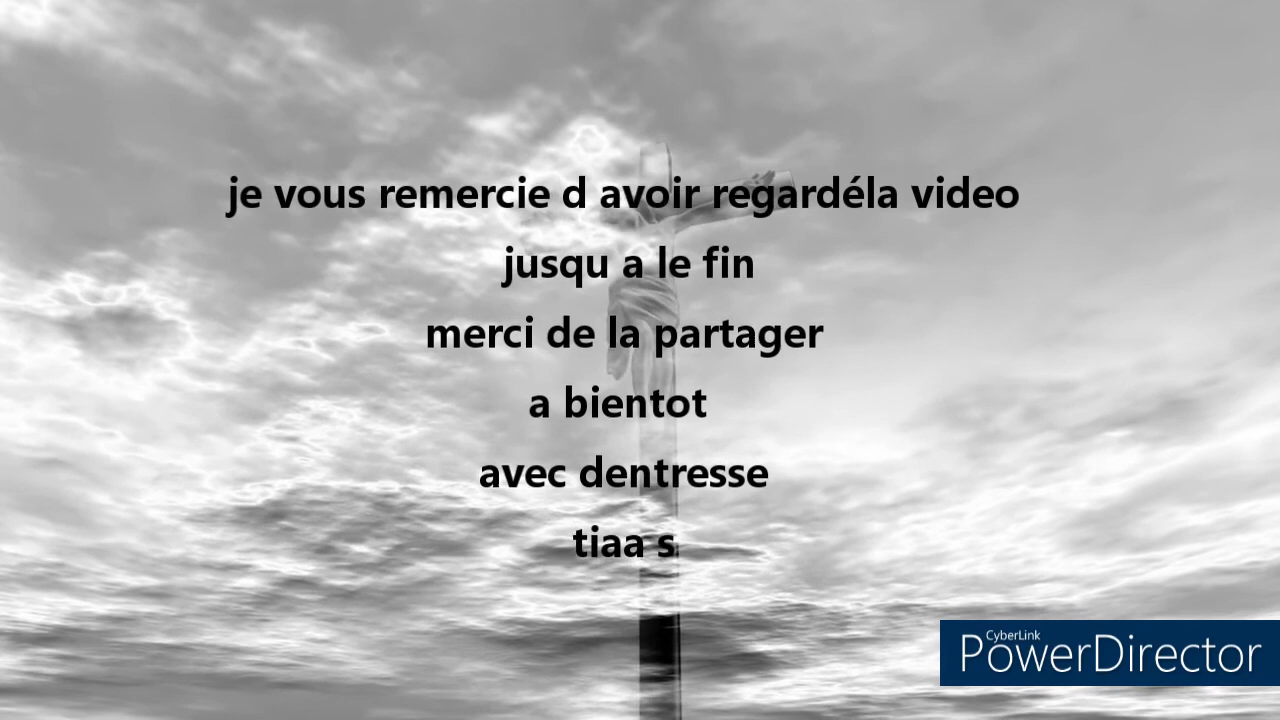 je vous remercie d avoir regardéla video
jusqu a le fin
merci de la partager
a bientot
avec dentresse
tiaa s
CyberLink
PowerDirector